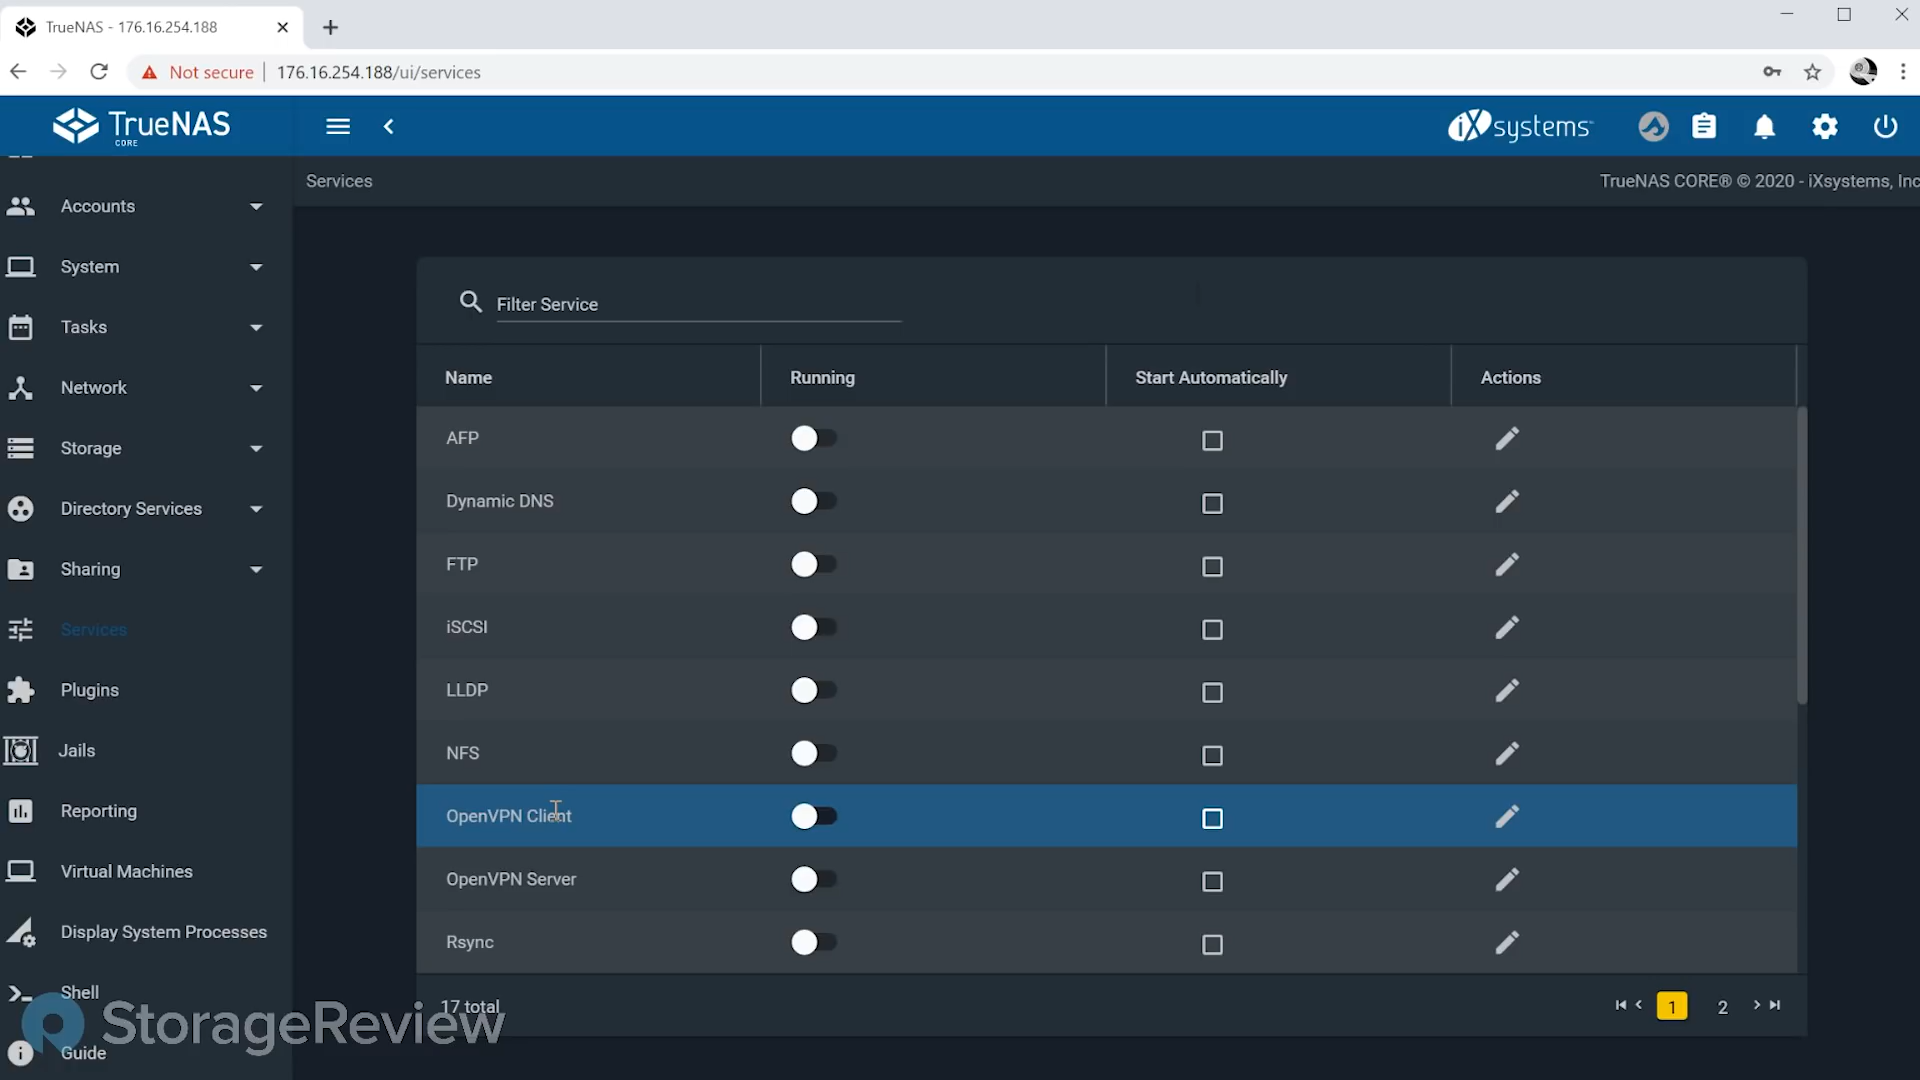 TrueNAS - 176.16.254.188
Not secure
176.16.254.188/ui/services
TrueNAS
CORE
iX systems
Services
TrueNAS CORE® © 2020 - iXsystems, Inc
Accounts
System
Tasks
Network
Storage
Directory Services
Sharing
Services
Plugins
Jails
Reporting
Virtual Machines
Display System Processes
Shell
Guide
Filter Service
Name Running Start Automatically Actions
AFP
Dynamic DNS
FTP
iSCSI
LLDP
NFS
OpenVPN Client
OpenVPN Server
Rsync
17 total
1 2
StorageReview